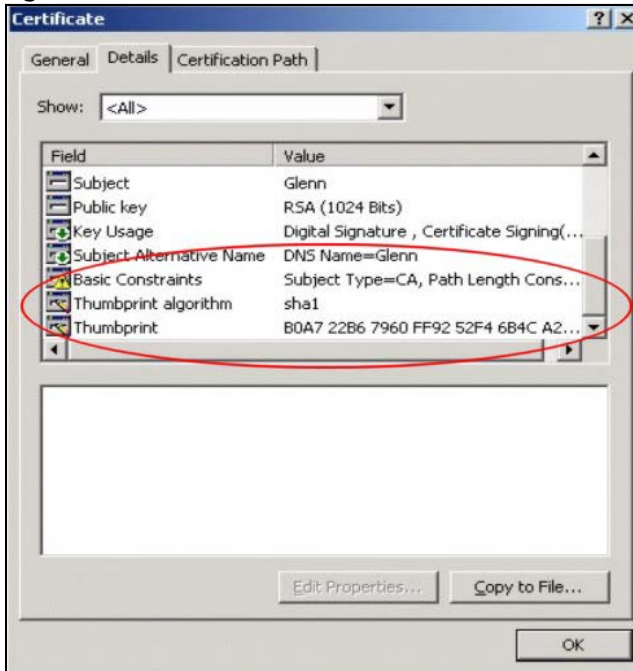 Certificate
General Details Certification Path
Show: <All>
Field Value
Subject Glenn
Public key RSA (1024 Bits)
Key Usage Digital Signature , Certificate Signing(...
Subject Alternative Name DNS Name=Glenn
Basic Constraints Subject Type=CA, Path Length Cons...
Thumbprint algorithm sha1
Thumbprint B0A7 22B6 7960 FF92 52F4 6B4C A2...
Edit Properties... Copy to File...
OK